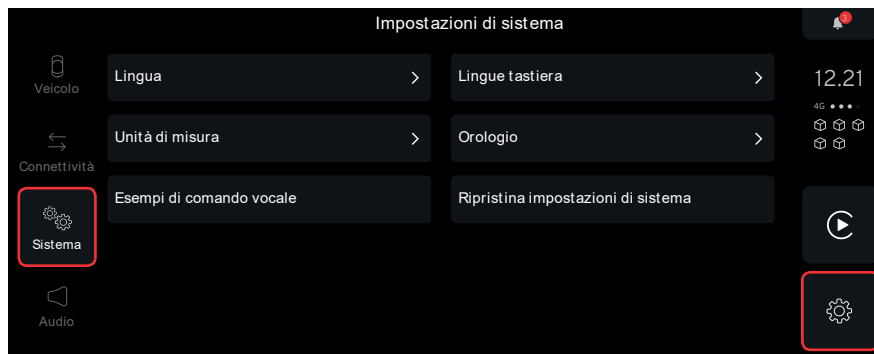 Impostazioni di sistema
3
Veicolo
Lingua
Lingue tastiera
12.21
4G
Unità di misura
Orologio
Connettività
Esempi di comando vocale
Ripristina impostazioni di sistema
Sistema
Audio